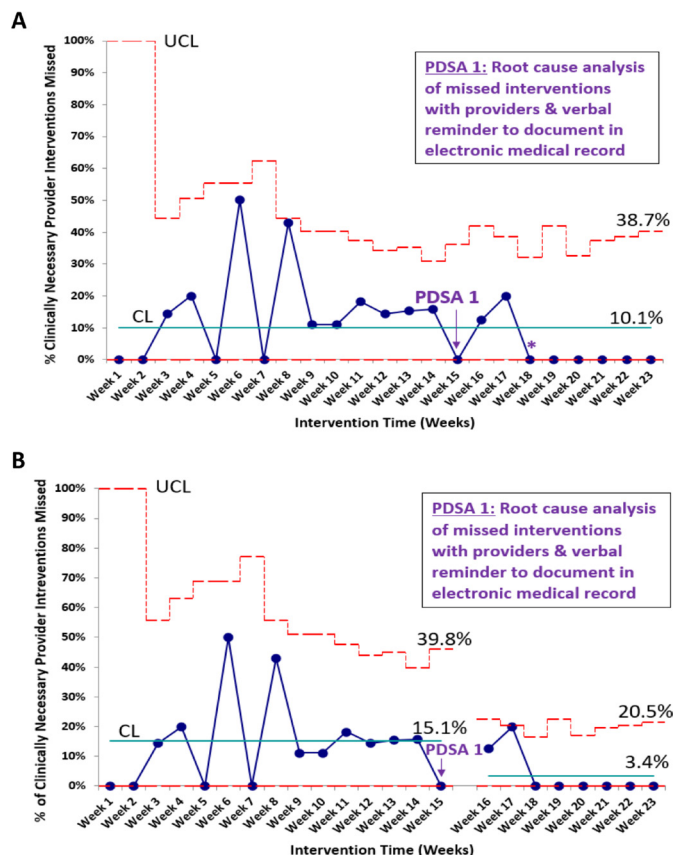 A
100%
90%
80%
70%
60%
50%
40%
30%
20%
10%
0%
% Clinically Necessary Provider Interventions Missed
UCL
PDSA 1: Root cause analysis
of missed interventions
with providers & verbal
reminder to document in
electronic medical record
38.7%
PDSA 1
CL
10.1%
*
Week 1
Week 2
Week 3
Week 4
Week 5
Week 6
Week 7
Week 8
Week 9
Week 10
Week 11
Week 12
Week 13
Week 14
Week 15
Week 16
Week 17
Week 18
Week 19
Week 20
Week 21
Week 22
Week 23
Intervention Time (Weeks)
B
100%
90%
80%
70%
60%
50%
40%
30%
20%
10%
0%
% of Clinically Necessary Provider Intreventions Missed
UCL
PDSA 1: Root cause analysis
of missed interventions
with providers & verbal
reminder to document in
electronic medical record
39.8%
CL
15.1%
PDSA 1
20.5%
3.4%
Week 1
Week 2
Week 3
Week 4
Week 5
Week 6
Week 7
Week 8
Week 9
Week 10
Week 11
Week 12
Week 13
Week 14
Week 15
Week 16
Week 17
Week 18
Week 19
Week 20
Week 21
Week 22
Week 23
Intervention Time (Weeks)